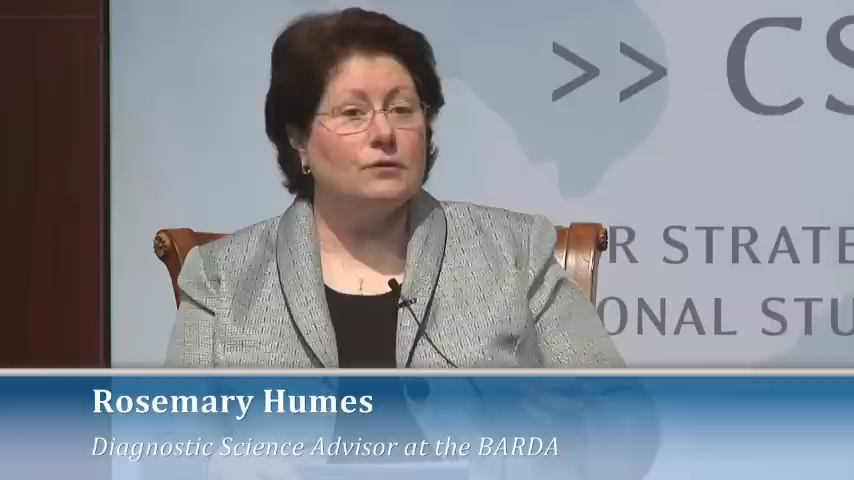 >> CS
R STRATE
ONAL STU
Rosemary Humes
Diagnostic Science Advisor at the BARDA